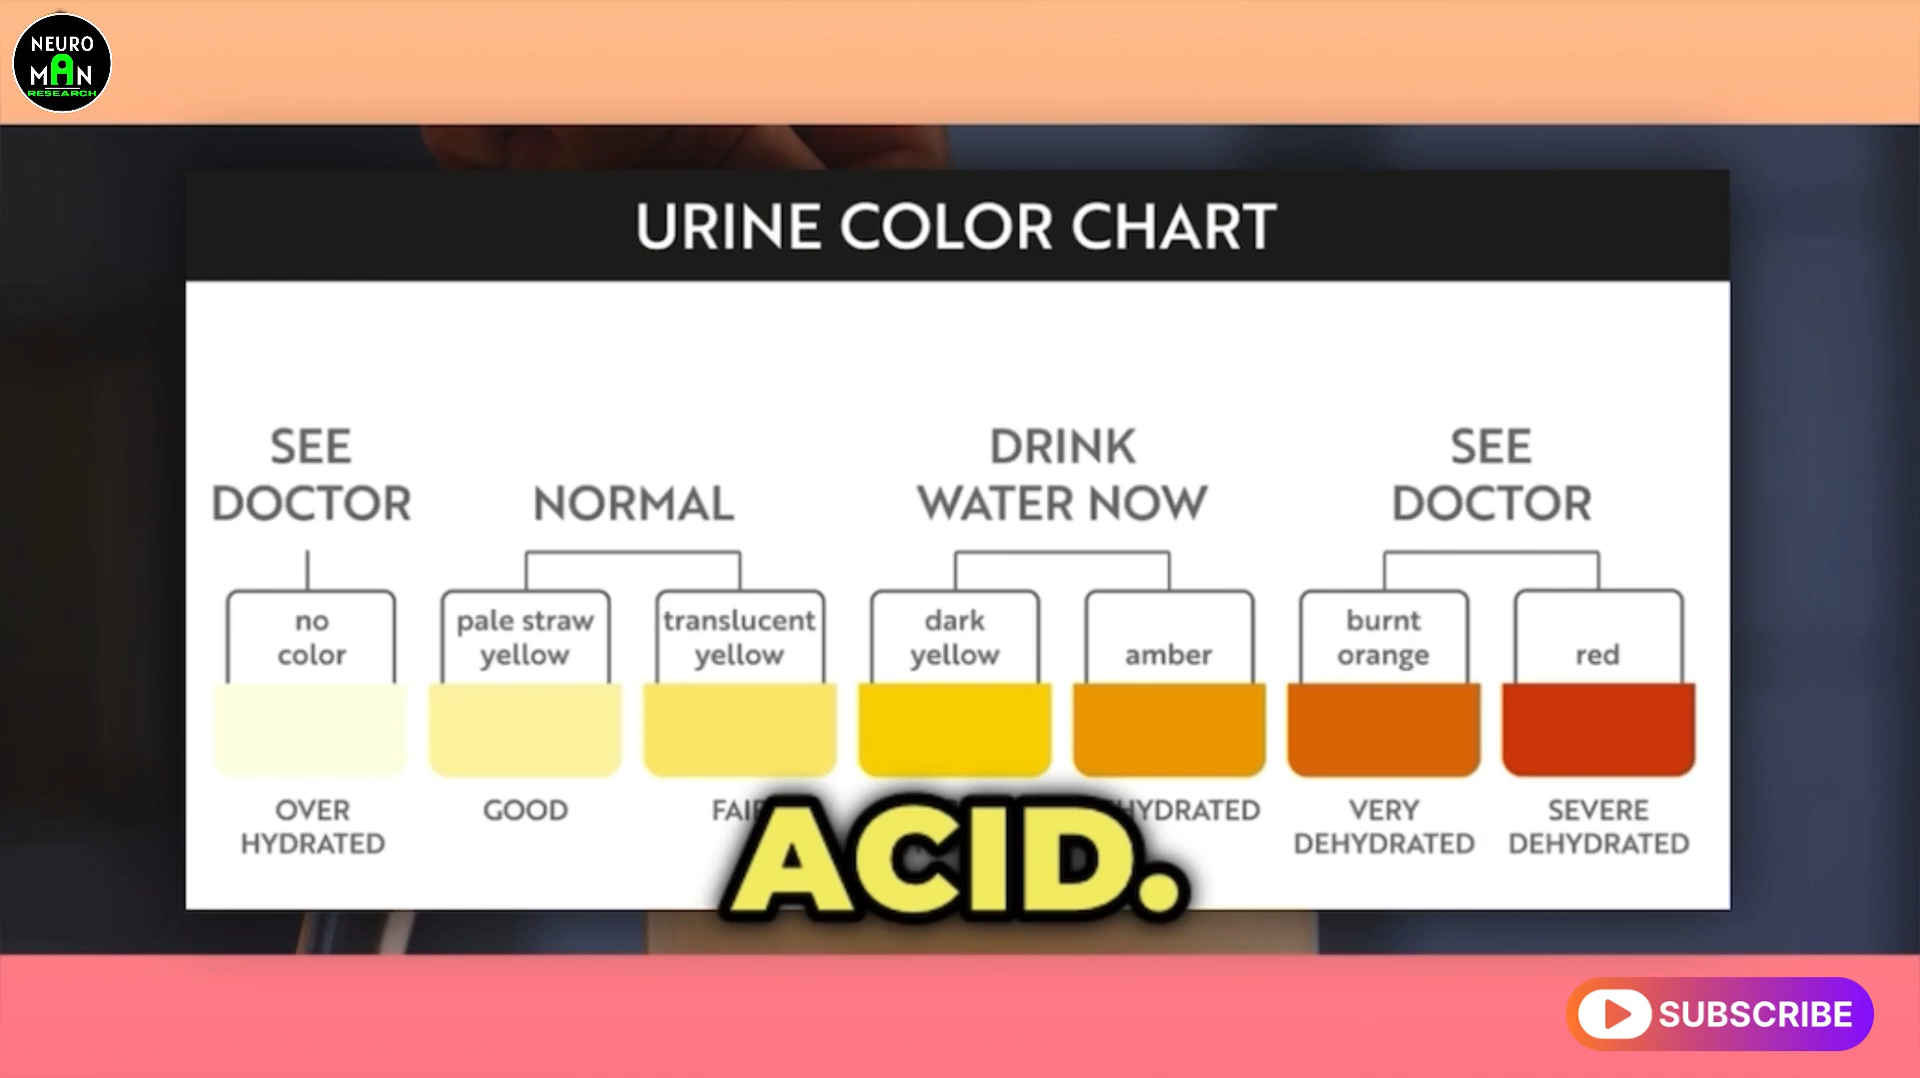 NEURO
MAN
RESEARCH
URINE COLOR CHART
SEE
DOCTOR
NORMAL
DRINK
WATER NOW
SEE
DOCTOR
no
color
pale straw
yellow
translucent
yellow
dark
yellow
amber
burnt
orange
red
OVER
HYDRATED
GOOD
VERY
DEHYDRATED
SEVERE
DEHYDRATED
ACID.
SUBSCRIBE